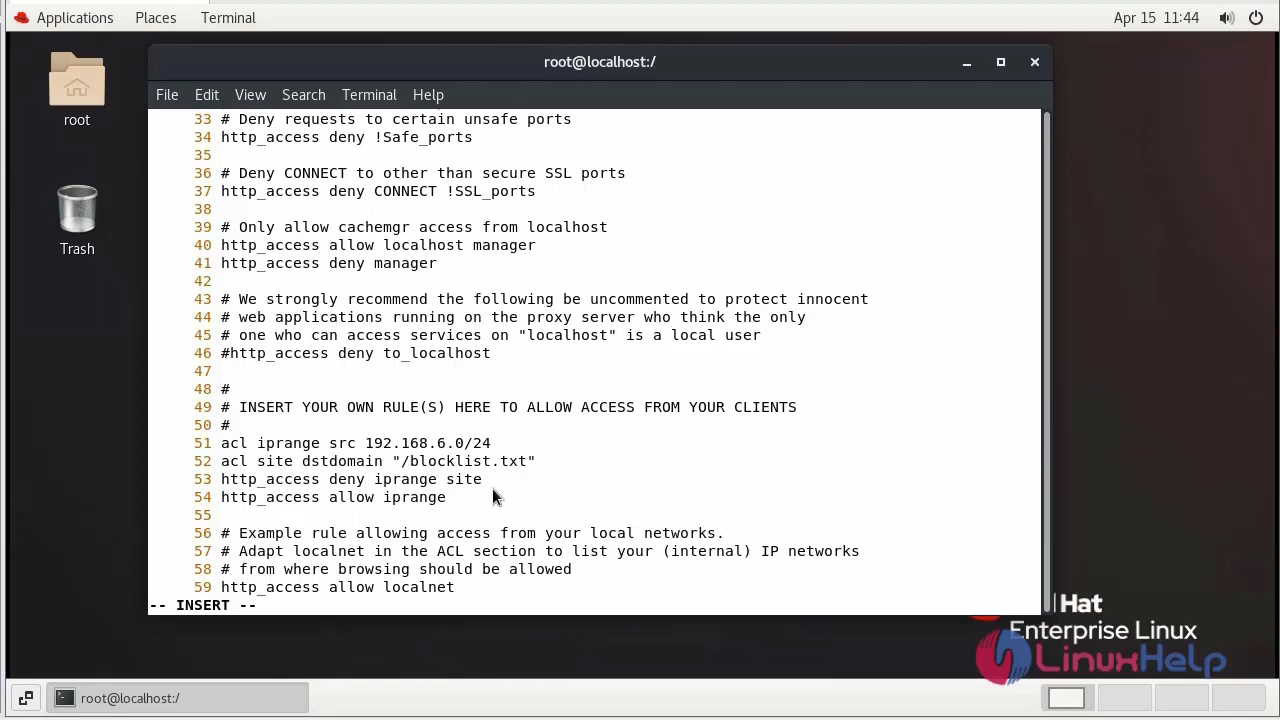 Applications Places Terminal Apr 15 11:44
root@localhost:/
File Edit View Search Terminal Help
root
Trash
33 # Deny requests to certain unsafe ports
34 http_access deny !Safe_ports
35
36 # Deny CONNECT to other than secure SSL ports
37 http_access deny CONNECT !SSL_ports
38
39 # Only allow cachemgr access from localhost
40 http_access allow localhost manager
41 http_access deny manager
42
43 # We strongly recommend the following be uncommented to protect innocent
44 # web applications running on the proxy server who think the only
45 # one who can access services on "localhost" is a local user
46 #http_access deny to_localhost
47
48 #
49 # INSERT YOUR OWN RULE(S) HERE TO ALLOW ACCESS FROM YOUR CLIENTS
50 #
51 acl iprange src 192.168.6.0/24
52 acl site dstdomain "/blocklist.txt"
53 http_access deny iprange site
54 http_access allow iprange
55
56 # Example rule allowing access from your local networks.
57 # Adapt localnet in the ACL section to list your (internal) IP networks
58 # from where browsing should be allowed
59 http_access allow localnet
-- INSERT --
Hat
Enterprise Linux
LinuxHelp
root@localhost:/